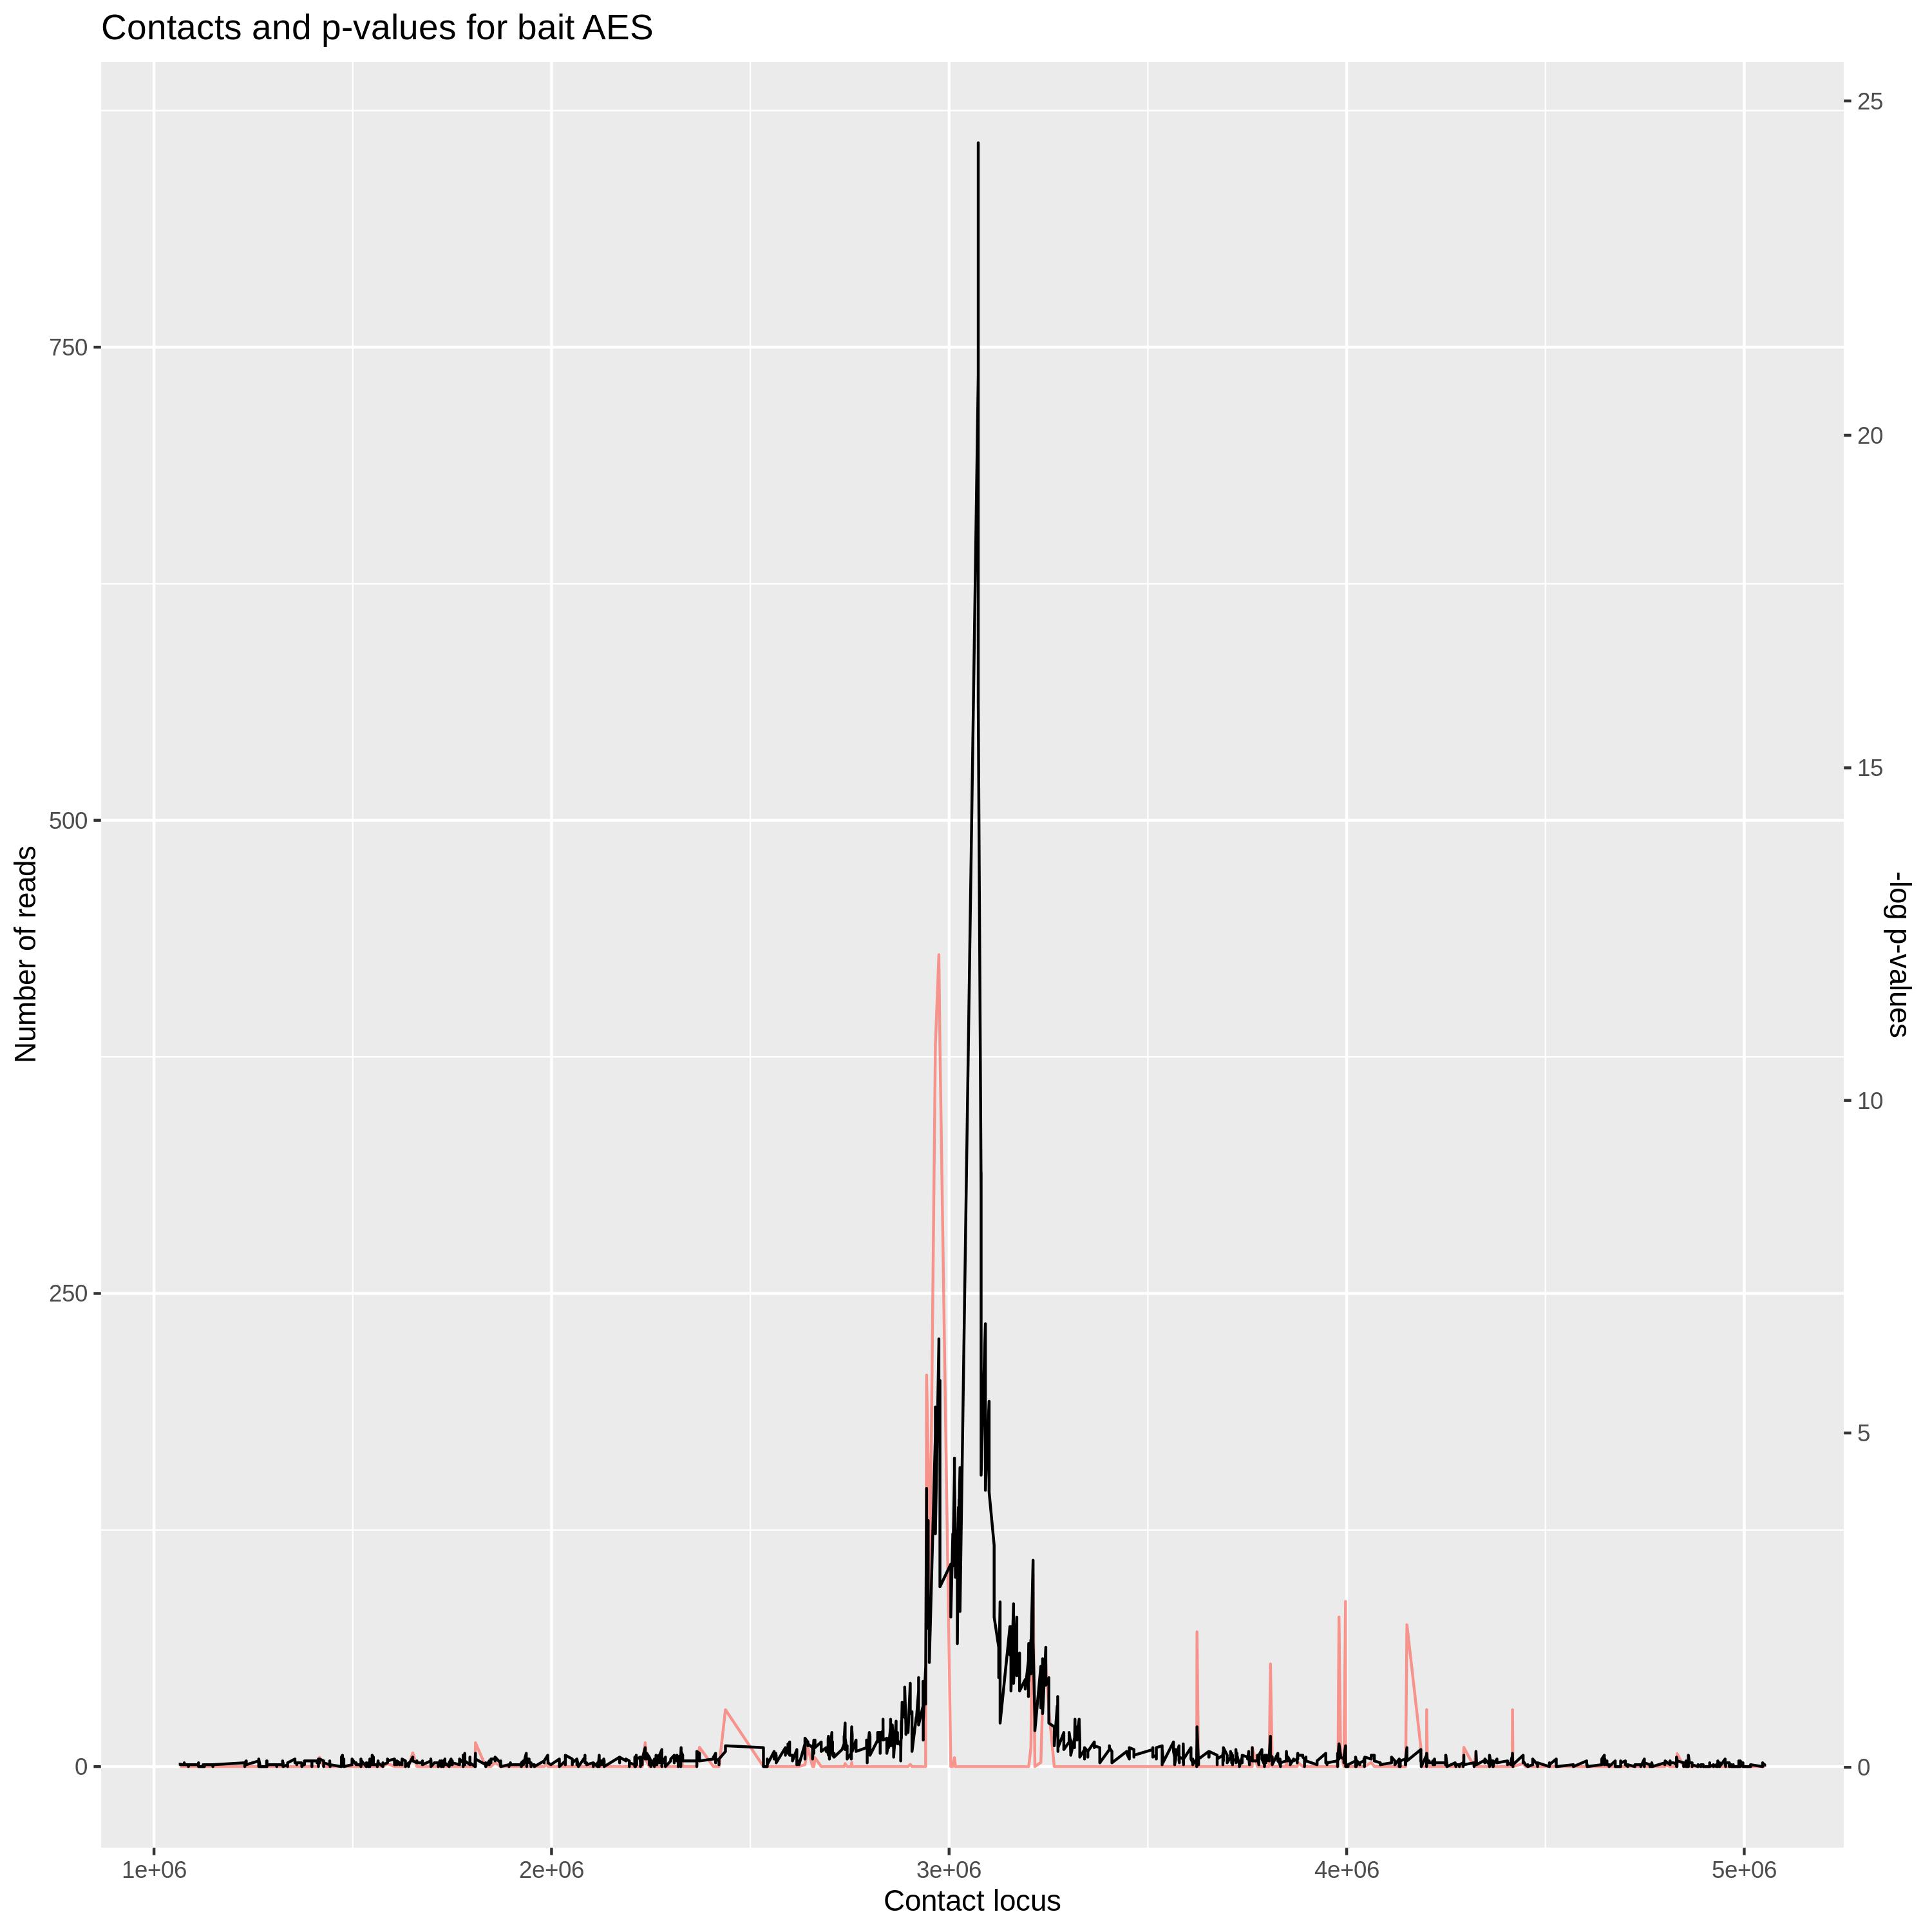 Contacts and p-values for bait AES
Number of reads
750
500
250
0
25
20
15
10
5
0
-log p-values
1e+06
2e+06
3e+06
4e+06
5e+06
Contact locus